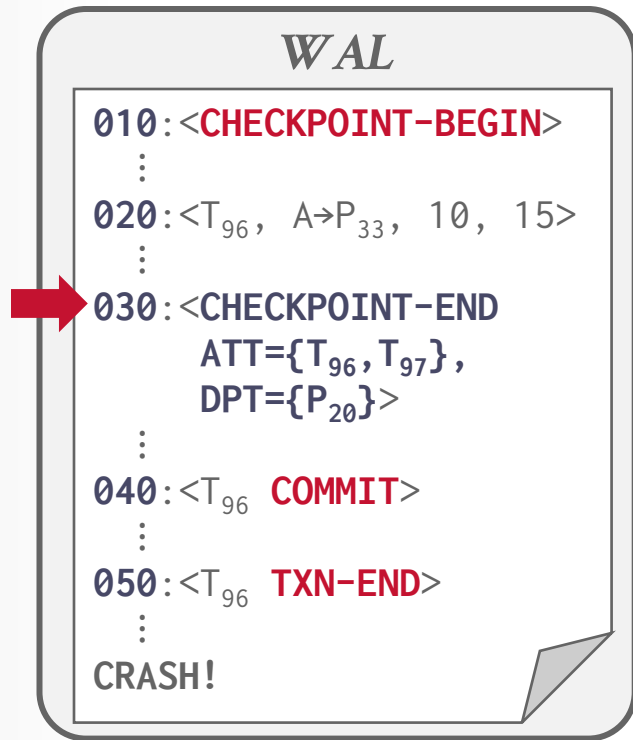 WAL
010:<CHECKPOINT-BEGIN>
⋮
020:<T₉₆, A→P₃₃, 10, 15>
⋮
030:<CHECKPOINT-END
ATT={T₉₆,T₉₇},
DPT={P₂₀}>
⋮
040:<T₉₆ COMMIT>
⋮
050:<T₉₆ TXN-END>
⋮
CRASH!